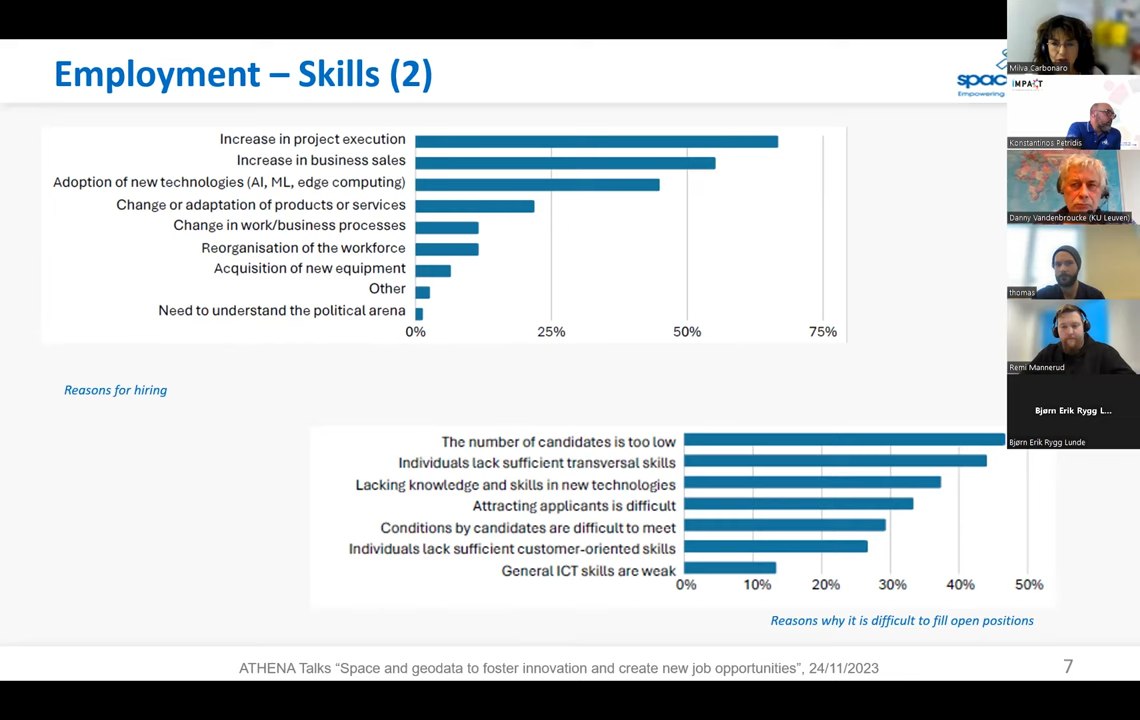 Employment – Skills (2)
spac
Empowering
Increase in project execution
Increase in business sales
Adoption of new technologies (AI, ML, edge computing)
Change or adaptation of products or services
Change in work/business processes
Reorganisation of the workforce
Acquisition of new equipment
Other
Need to understand the political arena
0% 25% 50% 75%
Reasons for hiring
The number of candidates is too low
Individuals lack sufficient transversal skills
Lacking knowledge and skills in new technologies
Attracting applicants is difficult
Conditions by candidates are difficult to meet
Individuals lack sufficient customer-oriented skills
General ICT skills are weak
0% 10% 20% 30% 40% 50%
Reasons why it is difficult to fill open positions
ATHENA Talks “Space and geodata to foster innovation and create new job opportunities”, 24/11/2023
7
Milva Carbonaro
IMPACT
Konstantinos Petridis
Danny Vandenbroucke (KU Leuven)
thomas
Remi Mannerud
Bjørn Erik Rygg L...
Bjørn Erik Rygg Lunde